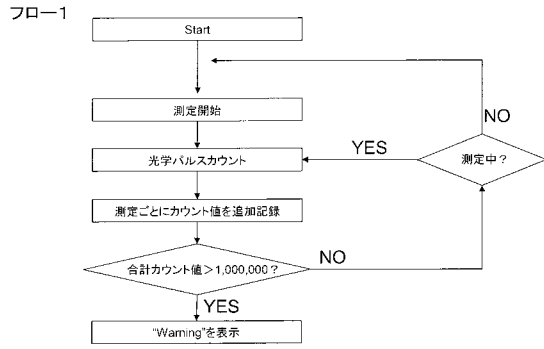 フロー1
Start
測定開始
NO
光学パルスカウント
YES
測定中？
測定ごとにカウント値を追加記録
合計カウント値＞1,000,000？
NO
YES
"Warning"を表示